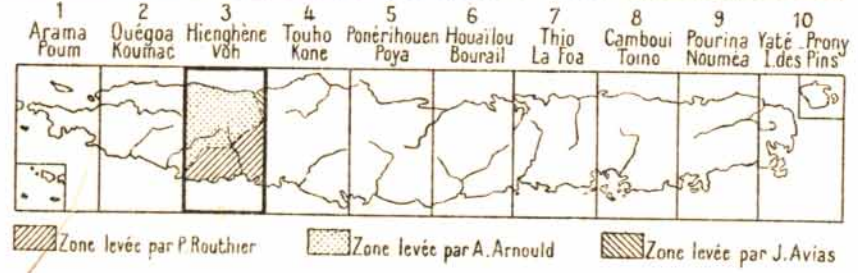 1 2 3 4 5 6 7 8 9 10
Arama Ouégoa Hienghène Touho Ponérihouen Houaïlou Thio Camboui Pourina Yaté-Prony
Poum Koumac Vôh Kone Poya Bourail La Foa Toino Nouméa I.des Pins
Zone levée par P.Routhier Zone levée par A.Arnould Zone levée par J.Avias